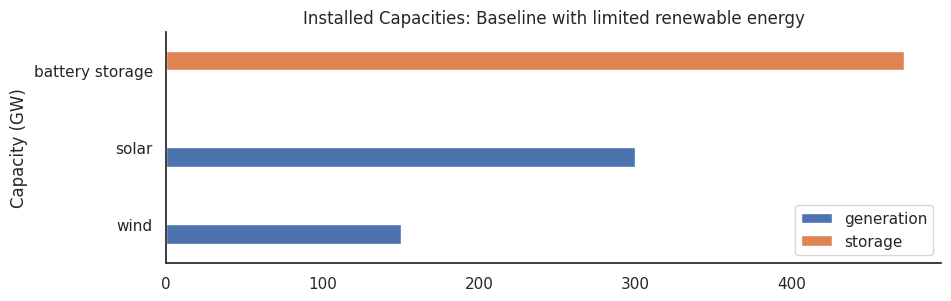 Installed Capacities: Baseline with limited renewable energy
Capacity (GW)
battery storage
solar
wind
generation
storage
0 100 200 300 400